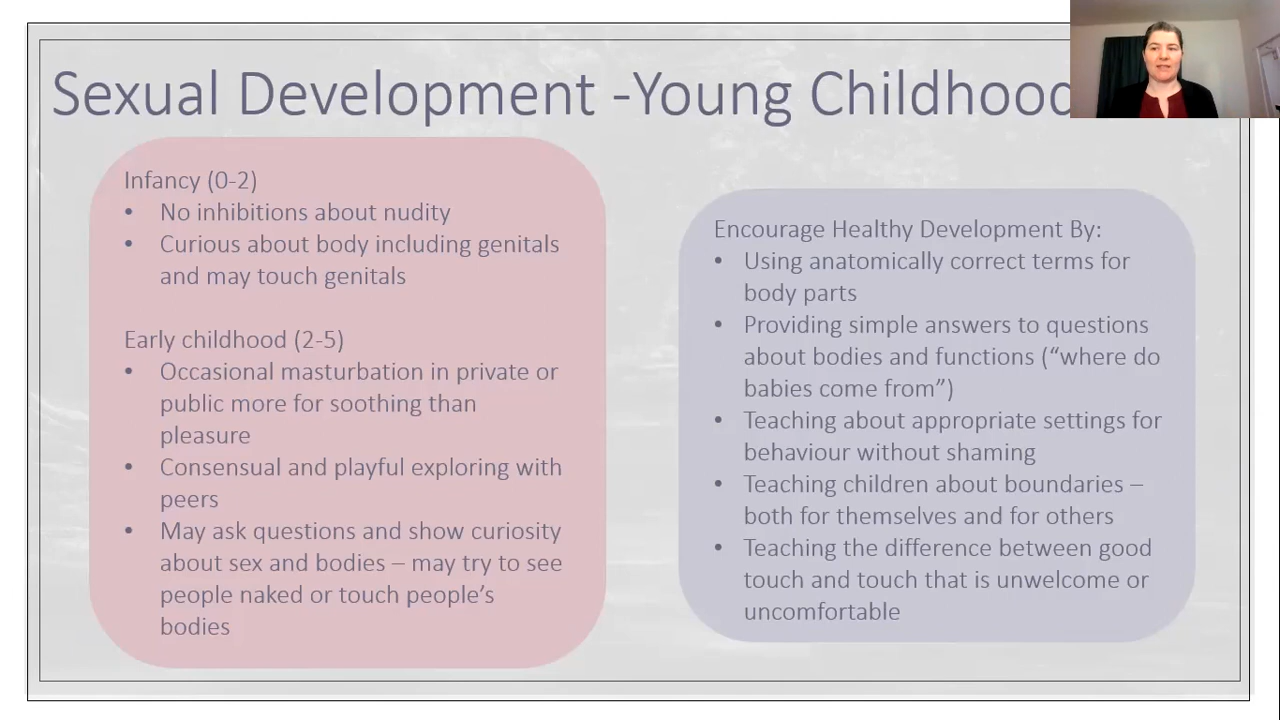 Sexual Development -Young Childhood
Infancy (0-2)
• No inhibitions about nudity
• Curious about body including genitals
and may touch genitals
Early childhood (2-5)
• Occasional masturbation in private or
public more for soothing than
pleasure
• Consensual and playful exploring with
peers
• May ask questions and show curiosity
about sex and bodies – may try to see
people naked or touch people’s
bodies
Encourage Healthy Development By:
• Using anatomically correct terms for
body parts
• Providing simple answers to questions
about bodies and functions (“where do
babies come from”)
• Teaching about appropriate settings for
behaviour without shaming
• Teaching children about boundaries –
both for themselves and for others
• Teaching the difference between good
touch and touch that is unwelcome or
uncomfortable